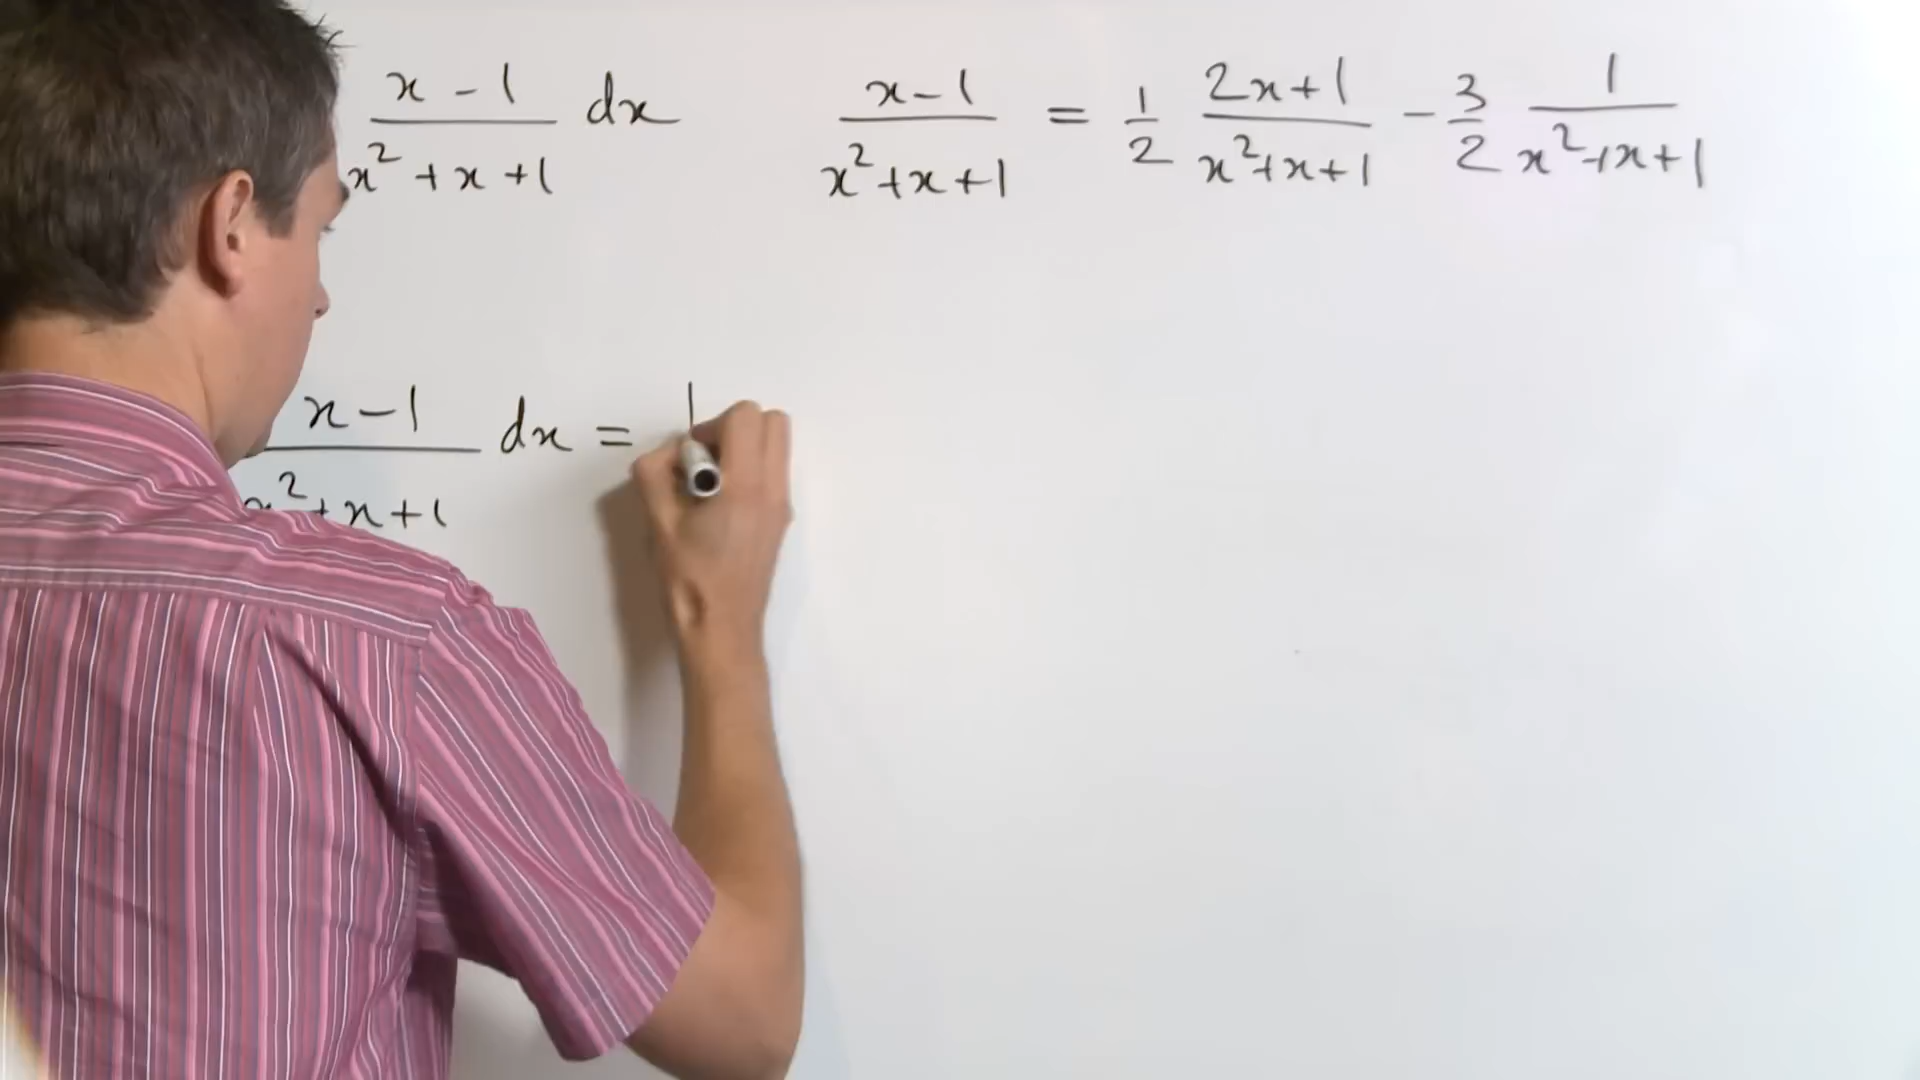 x - 1 / x² + x + 1 dx x - 1 / x² + x + 1 = 1/2 2x + 1 / x² + x + 1 - 3/2 1 / x² + x + 1
x - 1 / x² + x + 1 dx = 1